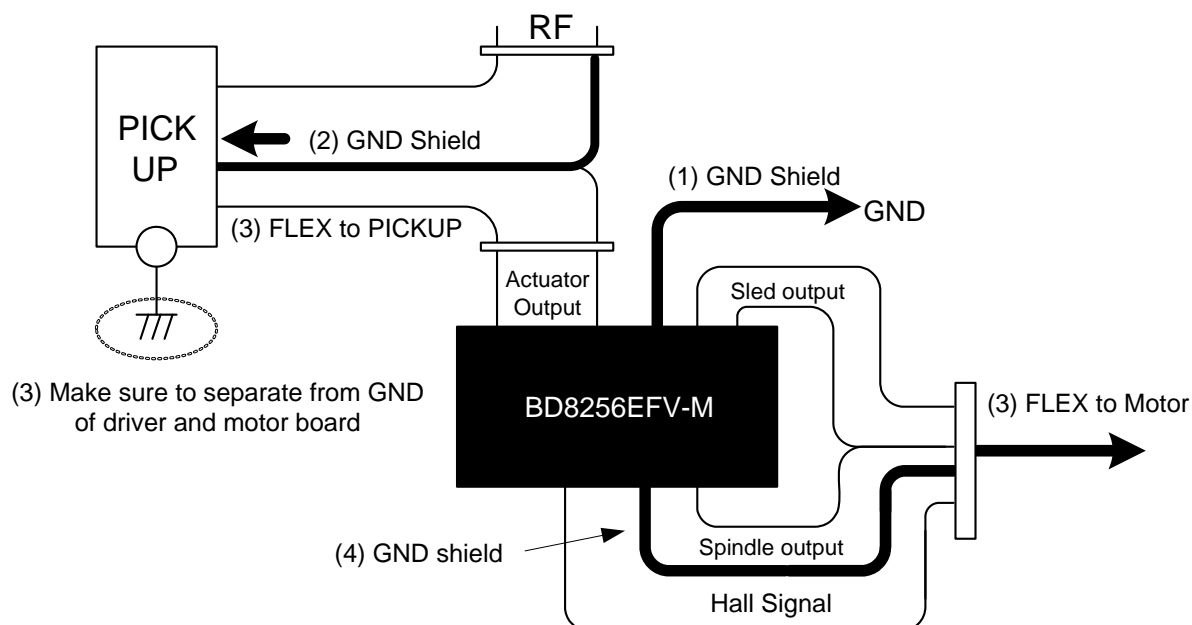 RF
PICK
UP
(2) GND Shield
(1) GND Shield
GND
(3) FLEX to PICKUP
Actuator
Output
Sled output
(3) Make sure to separate from GND
of driver and motor board
BD8256EFV-M
(3) FLEX to Motor
(4) GND shield
Spindle output
Hall Signal